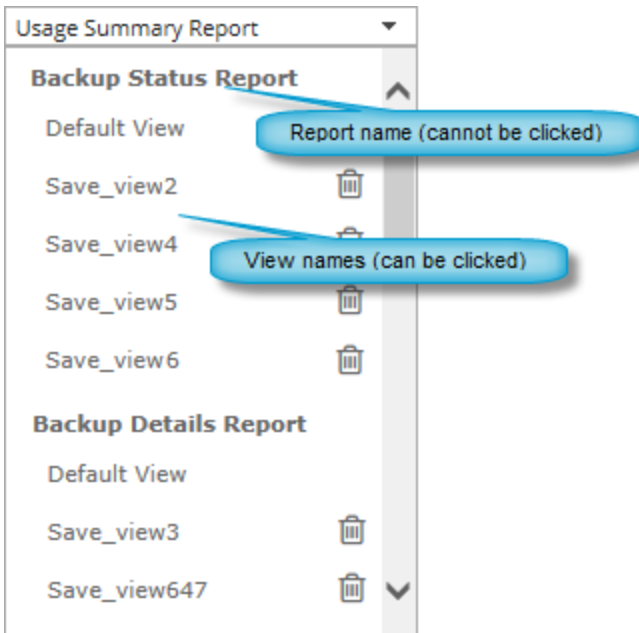 Usage Summary Report
Backup Status Report
Default View
Report name (cannot be clicked)
Save_view2
Save_view4
View names (can be clicked)
Save_view5
Save_view6
Backup Details Report
Default View
Save_view3
Save_view647